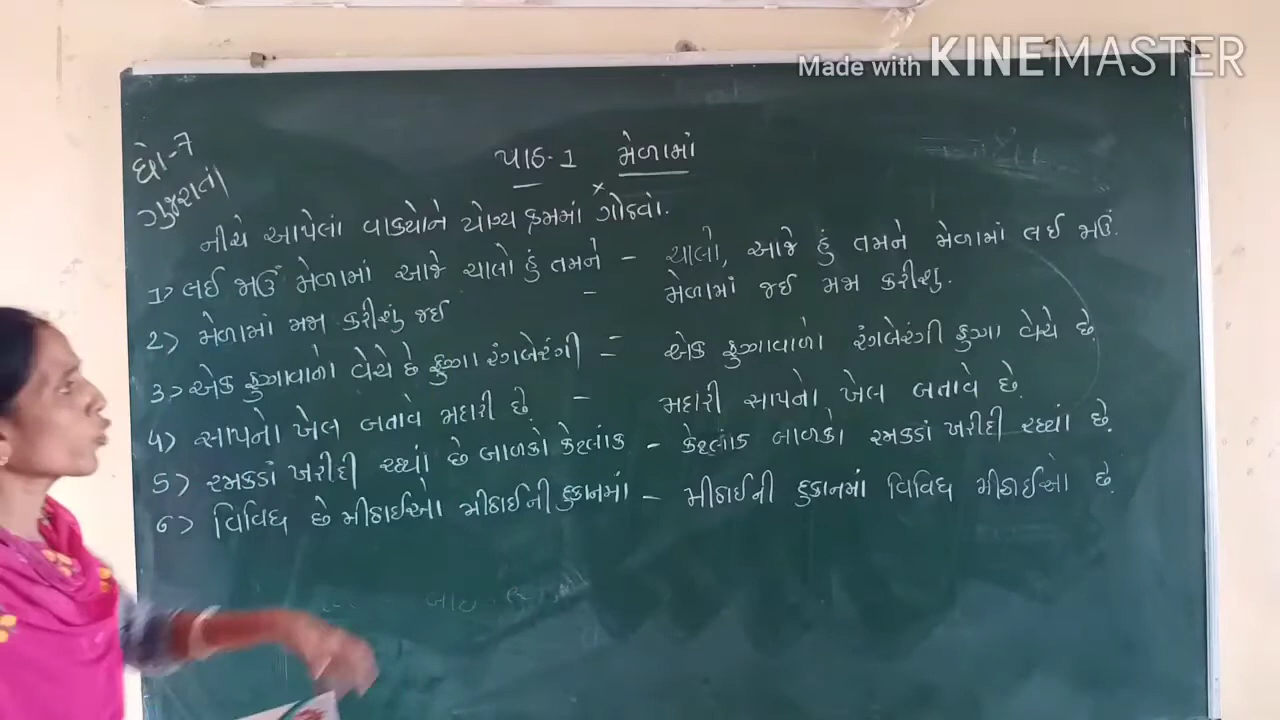 Made with KINEMASTER
ધો-7
ગુજરાતી
પાઠ-1 મેળામાં
નીચે આપેલાં વાક્યોને યોગ્ય ક્રમમાં ગોઠવો.
1> લઈ જાઉં મેળામાં આજે ચાલો હું તમને - ચાલો, આજે હું તમને મેળામાં લઈ જાઉં.
2> મેળામાં મજા કરીશું જઈ - મેળામાં જઈ મજા કરીશુ.
3> એક ફુગ્ગાવાળો વેચે છે ફુગ્ગા રંગબેરંગી = એક ફુગ્ગાવાળો રંગબેરંગી ફુગ્ગા વેચે છે.
4> સાપનો ખેલ બતાવે મદારી છે. - મદારી સાપનો ખેલ બતાવે છે.
5> રમકડાં ખરીદી રહ્યાં છે બાળકો કેટલાંક - કેટલાંક બાળકો રમકડાં ખરીદી રહ્યાં છે.
6> વિવિધ છે મીઠાઈઓ મીઠાઈની દુકાનમાં - મીઠાઈની દુકાનમાં વિવિધ મીઠાઈઓ છે.